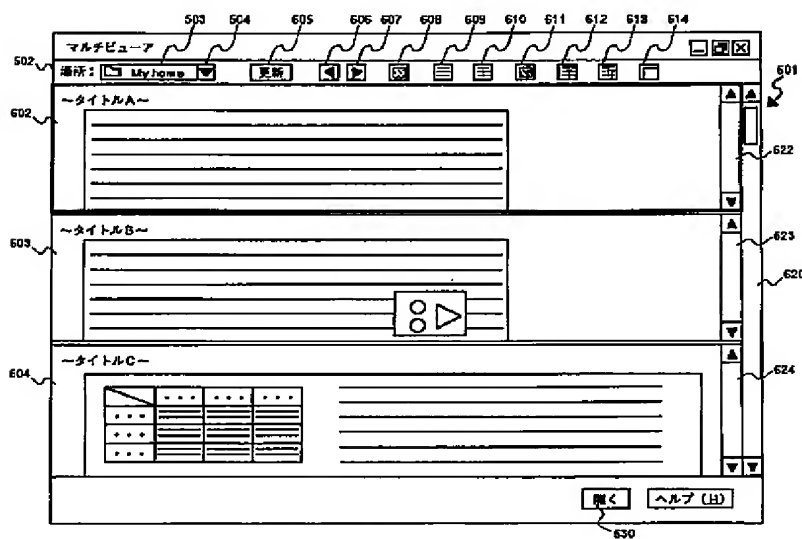 503 504 605 606 607 608 609 610 611 612 613 614
マルチビューア
502
場所: Myhome 更新
601
~タイトルA~
602
622
~タイトルB~
603
623
620
~タイトルC~
604
624
・・・ ・・・ ・・・
・・・
・・・
・・・
開く ヘルプ (H)
630